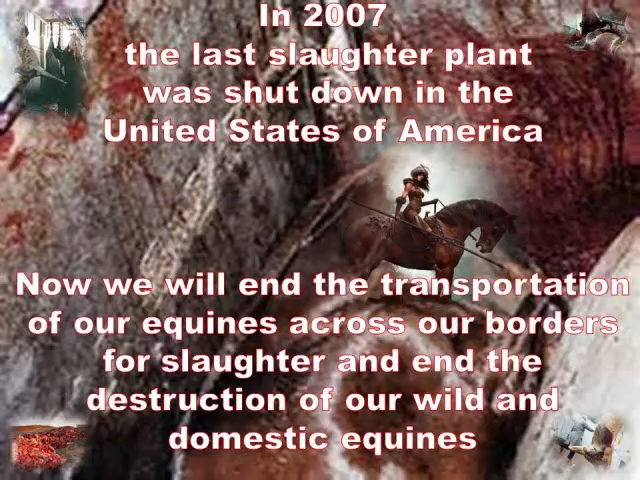 In 2007
the last slaughter plant
was shut down in the
United States of America
Now we will end the transportation
of our equines across our borders
for slaughter and end the
destruction of our wild and
domestic equines